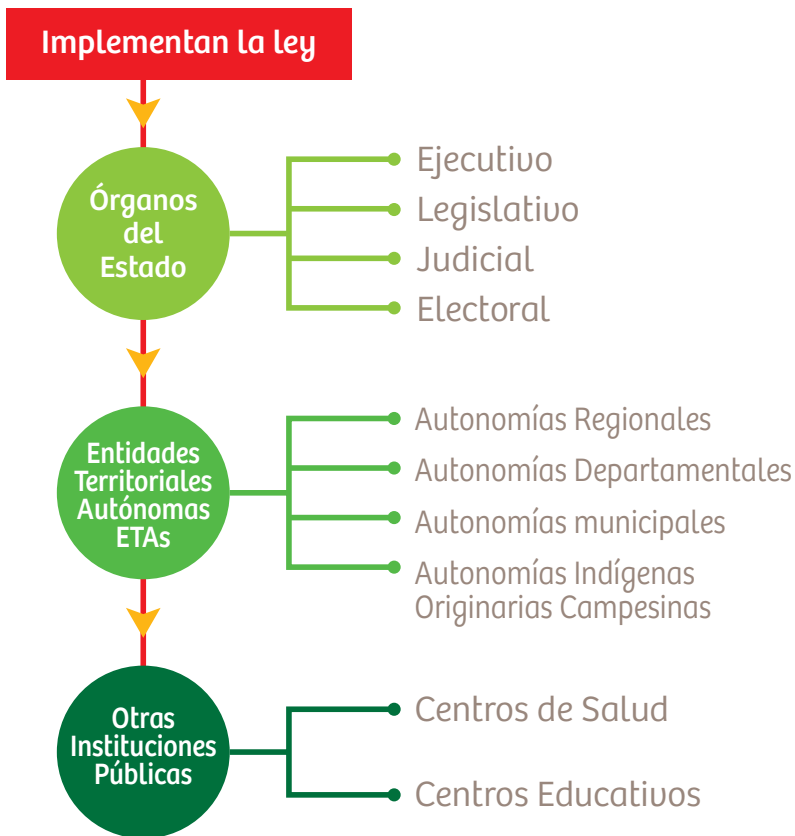 Implementan la ley
Órganos
del
Estado
Ejecutivo
Legislativo
Judicial
Electoral
Entidades
Territoriales
Autónomas
ETAs
Autonomías Regionales
Autonomías Departamentales
Autonomías municipales
Autonomías Indígenas
Originarias Campesinas
Otras
Instituciones
Públicas
Centros de Salud
Centros Educativos